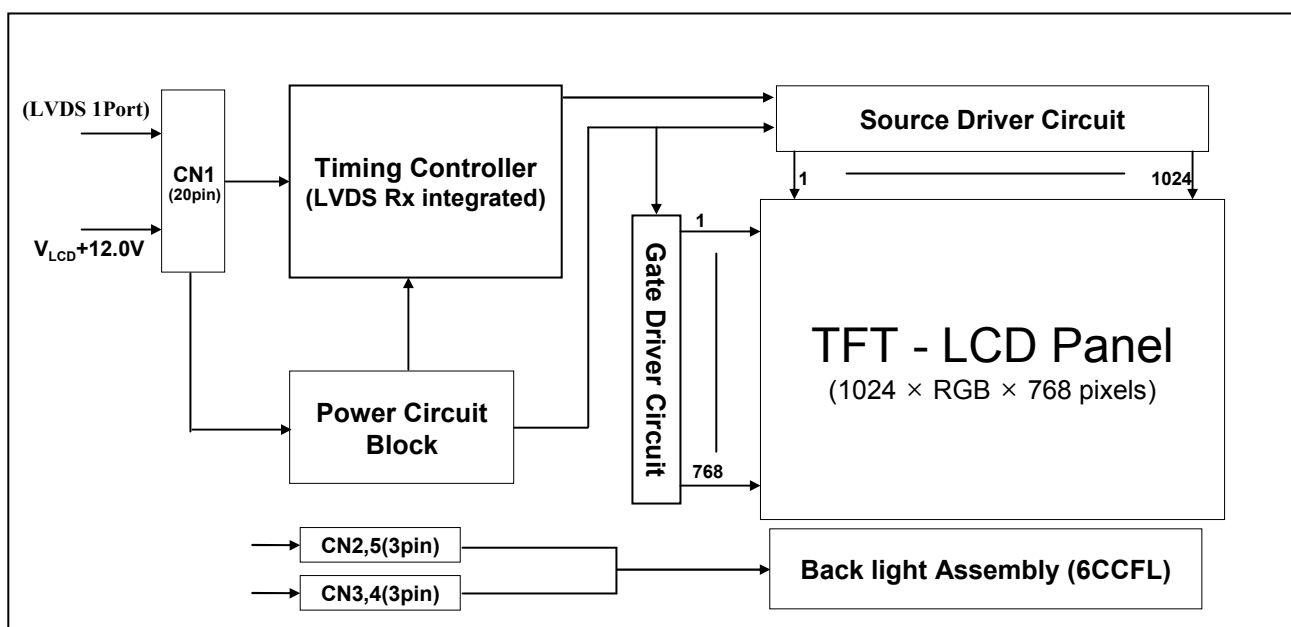 (LVDS 1Port)
CN1
(20pin)
V_LCD+12.0V
Timing Controller
(LVDS Rx integrated)
Power Circuit
Block
Source Driver Circuit
1
1024
Gate Driver Circuit
1
768
TFT - LCD Panel
(1024 × RGB × 768 pixels)
CN2,5(3pin)
CN3,4(3pin)
Back light Assembly (6CCFL)